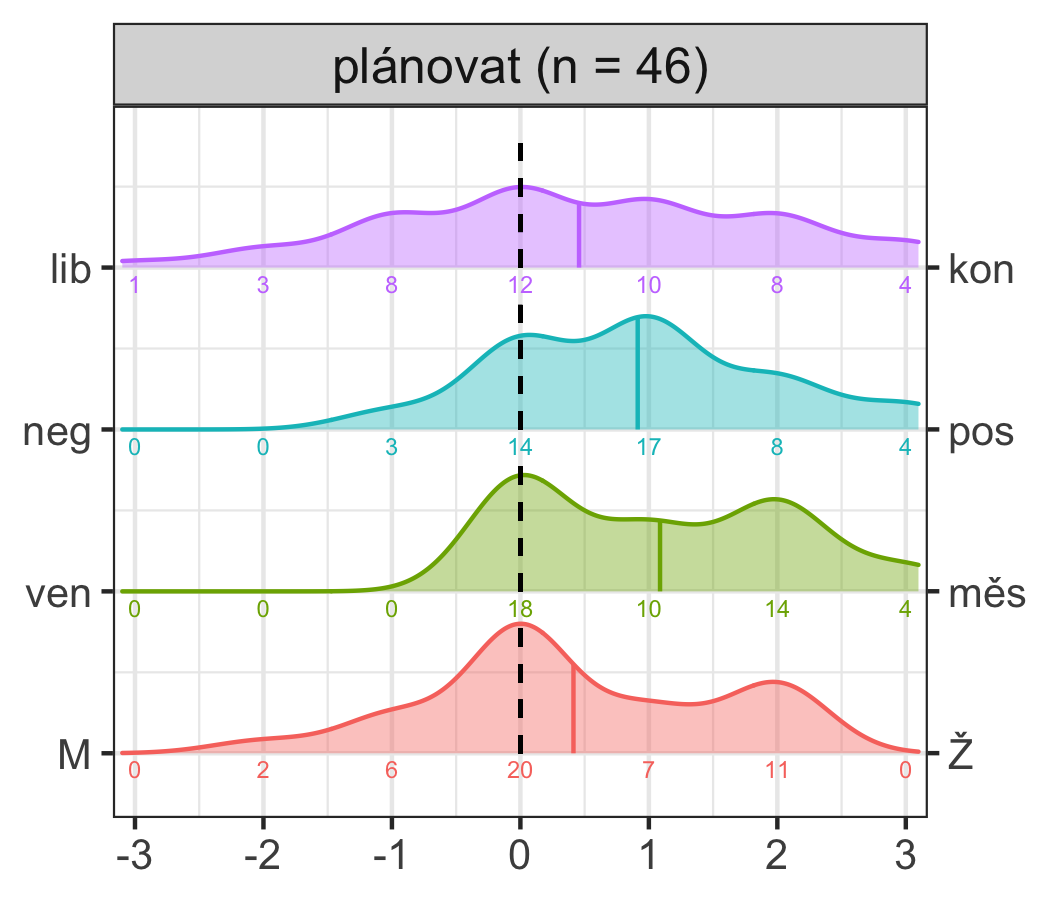 plánovat (n = 46)
lib kon
1 3 8 12 10 8 4
neg pos
0 0 3 14 17 8 4
ven měs
0 0 0 18 10 14 4
M Ž
0 2 6 20 7 11 0
-3 -2 -1 0 1 2 3